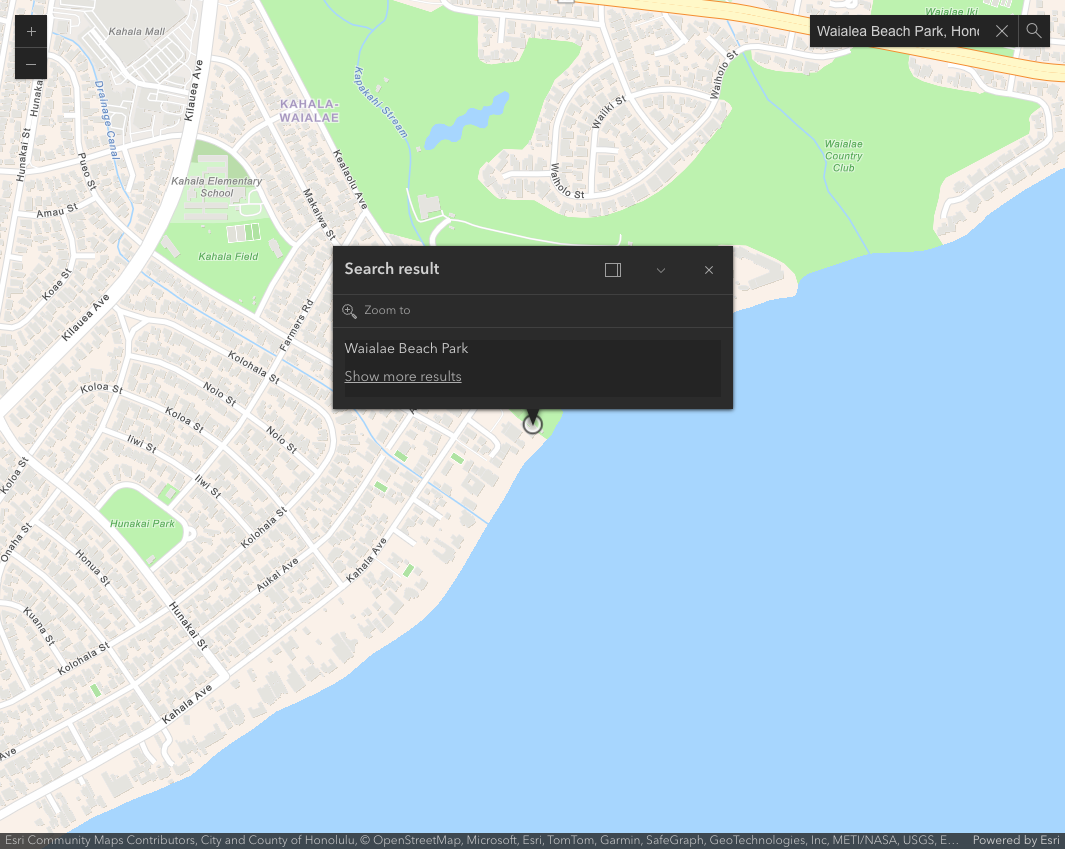 +
−
Waialea Beach Park, Hono
Waialae Iki
Kahala Mall
Hunakai
Kilauea Ave
Drainage Canal
Kapakahi Stream
KAHALA-
WAIALAE
Waiholo St
Waliki St
Waialae
Country
Club
Hunakai St
Pueo St
Kealaolu Ave
Waiholo St
Kahala Elementary
School
Makaiwa St
Amau St
Kahala Field
Koae St
Kilauea Ave
Farmers Rd
Search result
Zoom to
Waialae Beach Park
Show more results
Kolohala St
Koloa St
Nolo St
Koloa St
Nolo St
Iiwi St
Iiwi St
Koloa St
Hunakai Park
Kolohala St
Onaha St
Honua St
Aukai Ave
Kahala Ave
Kuana St
Hunakai St
Kolohala St
Kahala Ave
Ave
Esri Community Maps Contributors, City and County of Honolulu, © OpenStreetMap, Microsoft, Esri, TomTom, Garmin, SafeGraph, GeoTechnologies, Inc, METI/NASA, USGS, E...
Powered by Esri